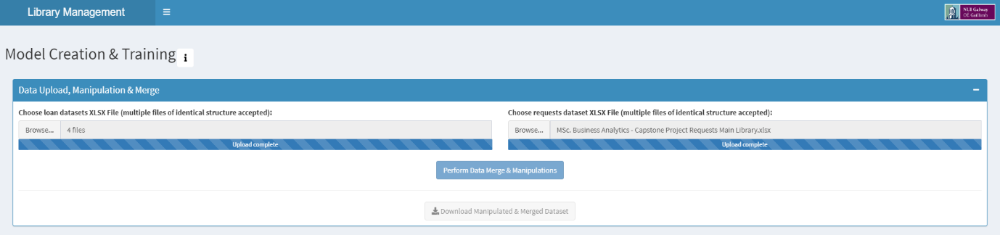 Library Management
NUI Galway
OÉ Gaillimh
Model Creation & Training i
Data Upload, Manipulation & Merge
Choose loan datasets XLSX File (multiple files of identical structure accepted):
Browse... 4 files
Upload complete
Choose requests dataset XLSX File (multiple files of identical structure accepted):
Browse... MSc. Business Analytics - Capstone Project Requests Main Library.xlsx
Upload complete
Perform Data Merge & Manipulations
Download Manipulated & Merged Dataset